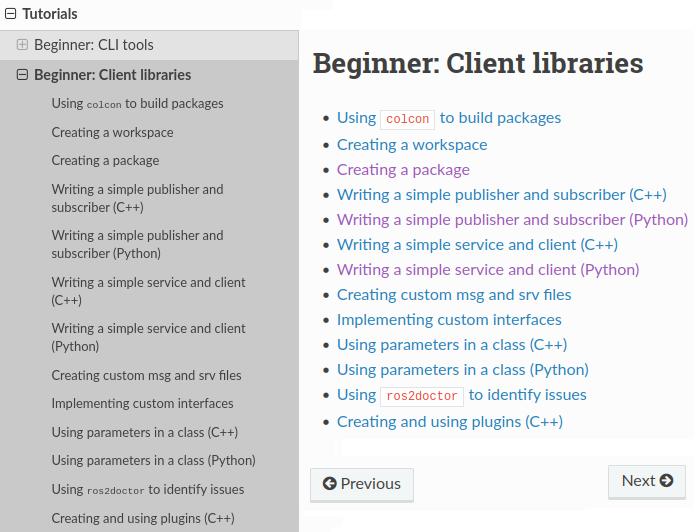 Tutorials
Beginner: CLI tools
Beginner: Client libraries
Using colcon to build packages
Creating a workspace
Creating a package
Writing a simple publisher and
subscriber (C++)
Writing a simple publisher and
subscriber (Python)
Writing a simple service and client
(C++)
Writing a simple service and client
(Python)
Creating custom msg and srv files
Implementing custom interfaces
Using parameters in a class (C++)
Using parameters in a class (Python)
Using ros2doctor to identify issues
Creating and using plugins (C++)
Beginner: Client libraries
Using colcon to build packages
Creating a workspace
Creating a package
Writing a simple publisher and subscriber (C++)
Writing a simple publisher and subscriber (Python)
Writing a simple service and client (C++)
Writing a simple service and client (Python)
Creating custom msg and srv files
Implementing custom interfaces
Using parameters in a class (C++)
Using parameters in a class (Python)
Using ros2doctor to identify issues
Creating and using plugins (C++)
Previous
Next